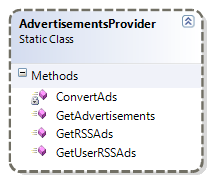 AdvertisementsProvider
Static Class
Methods
ConvertAds
GetAdvertisements
GetRSSAds
GetUserRSSAds